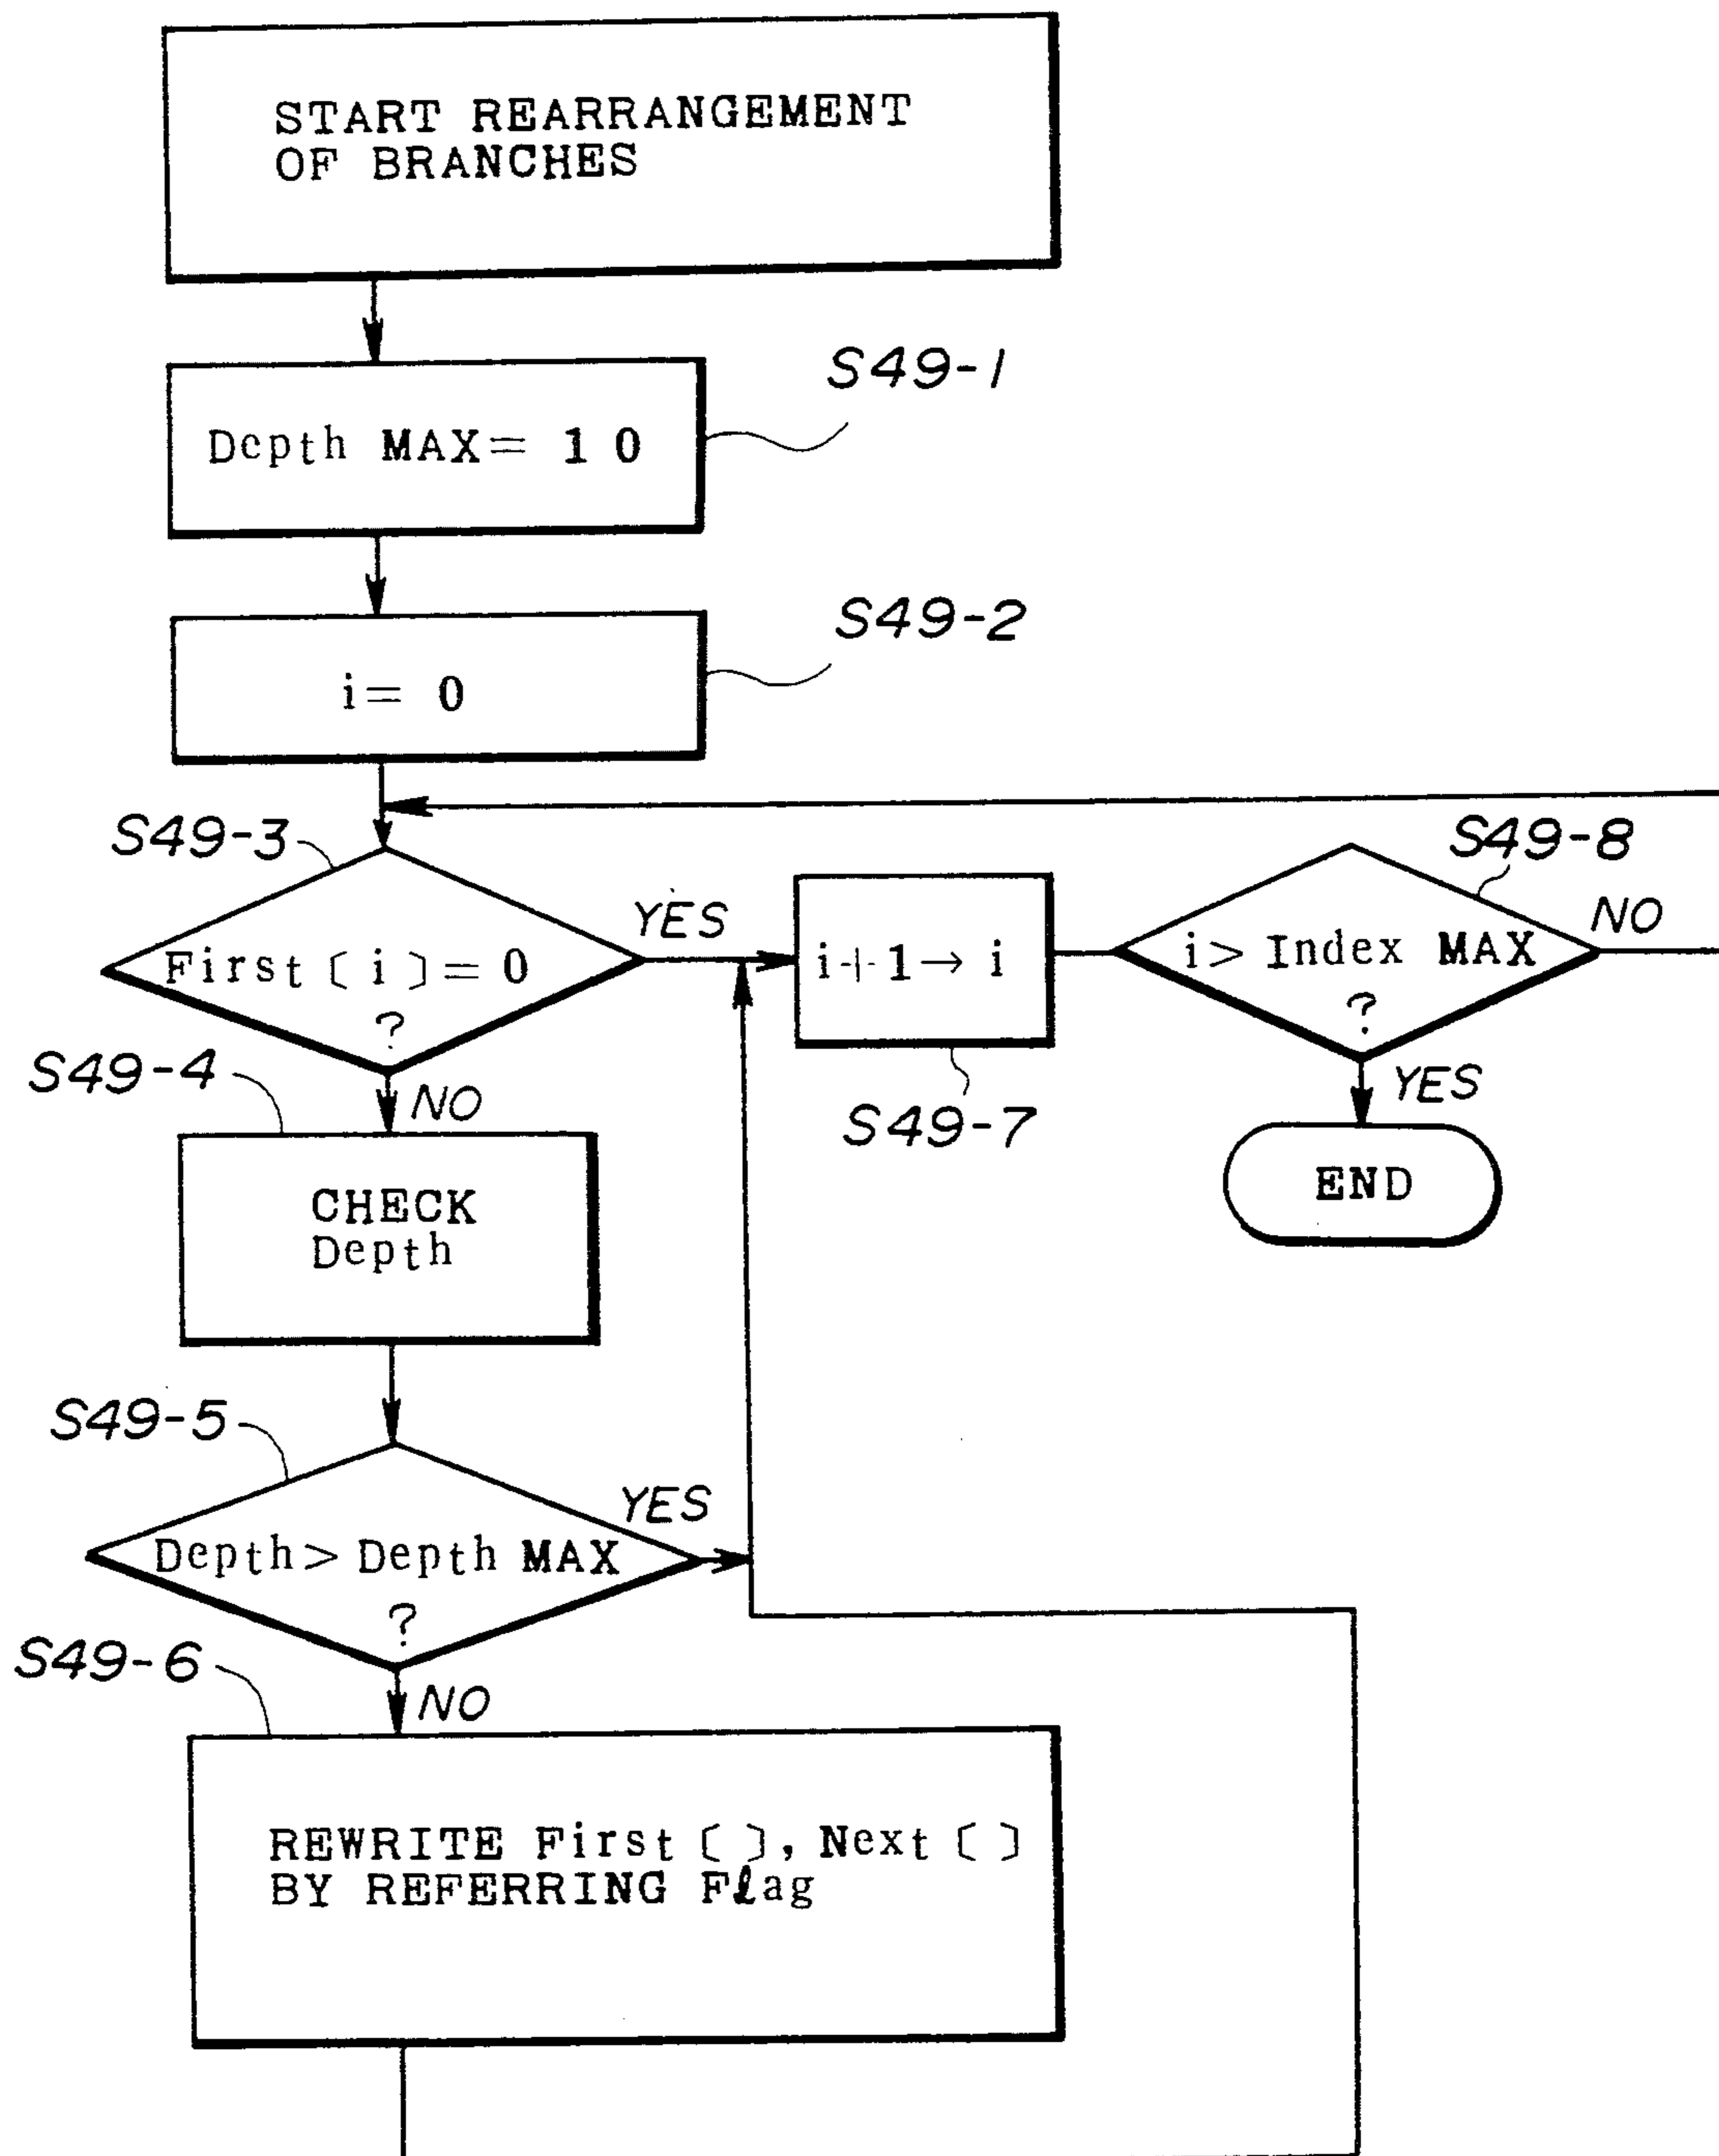 START REARRANGEMENT
OF BRANCHES
S49-1
Depth MAX= 1 0
S49-2
i= 0
S49-3
First〔 i 〕= 0
?
YES
NO
i+1→ i
S49-7
S49-8
i> Index MAX
?
NO
YES
END
S49-4
CHECK
Depth
S49-5
Depth> Depth MAX
?
YES
NO
S49-6
REWRITE First〔 〕, Next〔 〕
BY REFERRING Flag